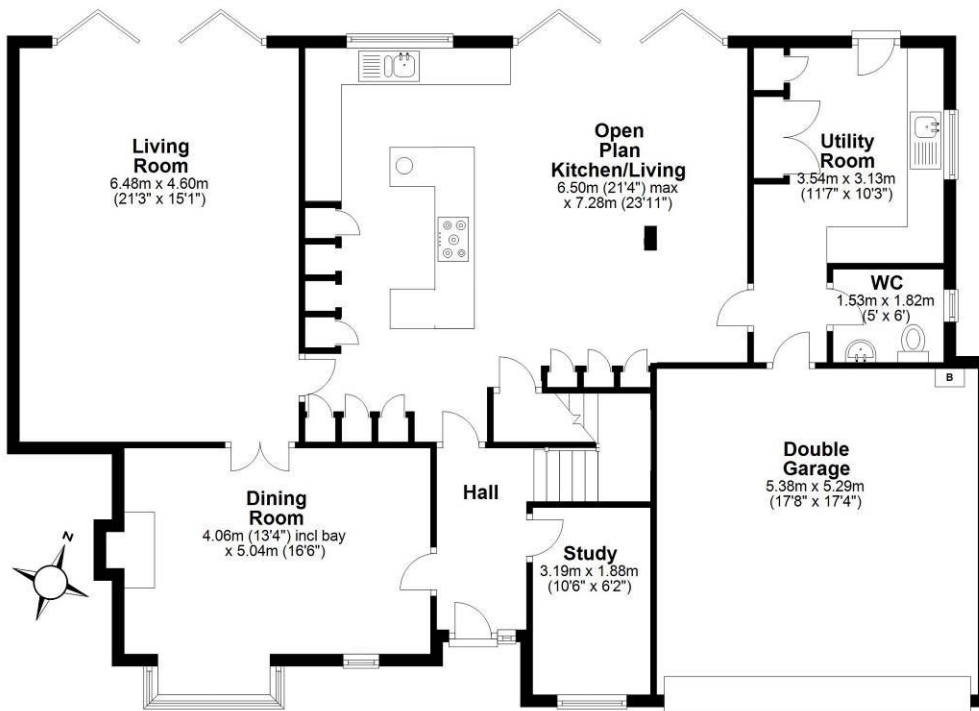 Living
Room
6.48m x 4.60m
(21'3" x 15'1")
Open
Plan
Kitchen/Living
6.50m (21'4") max
x 7.28m (23'11")
Utility
Room
3.54m x 3.13m
(11'7" x 10'3")
WC
1.53m x 1.82m
(5' x 6')
B
Double
Garage
5.38m x 5.29m
(17'8" x 17'4")
Hall
Dining
Room
4.06m (13'4") incl bay
x 5.04m (16'6")
Study
3.19m x 1.88m
(10'6" x 6'2")
N